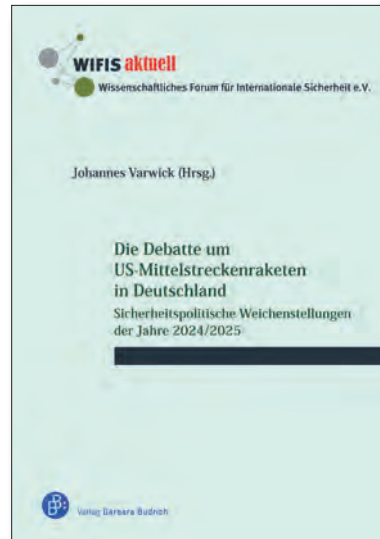 WIFIS aktuell
Wissenschaftliches Forum für Internationale Sicherheit e.V.
Johannes Varwick (Hrsg.)
Die Debatte um
US-Mittelstreckenraketen
in Deutschland
Sicherheitspolitische Weichenstellungen
der Jahre 2024/2025
B B:
Verlag Barbara Budrich